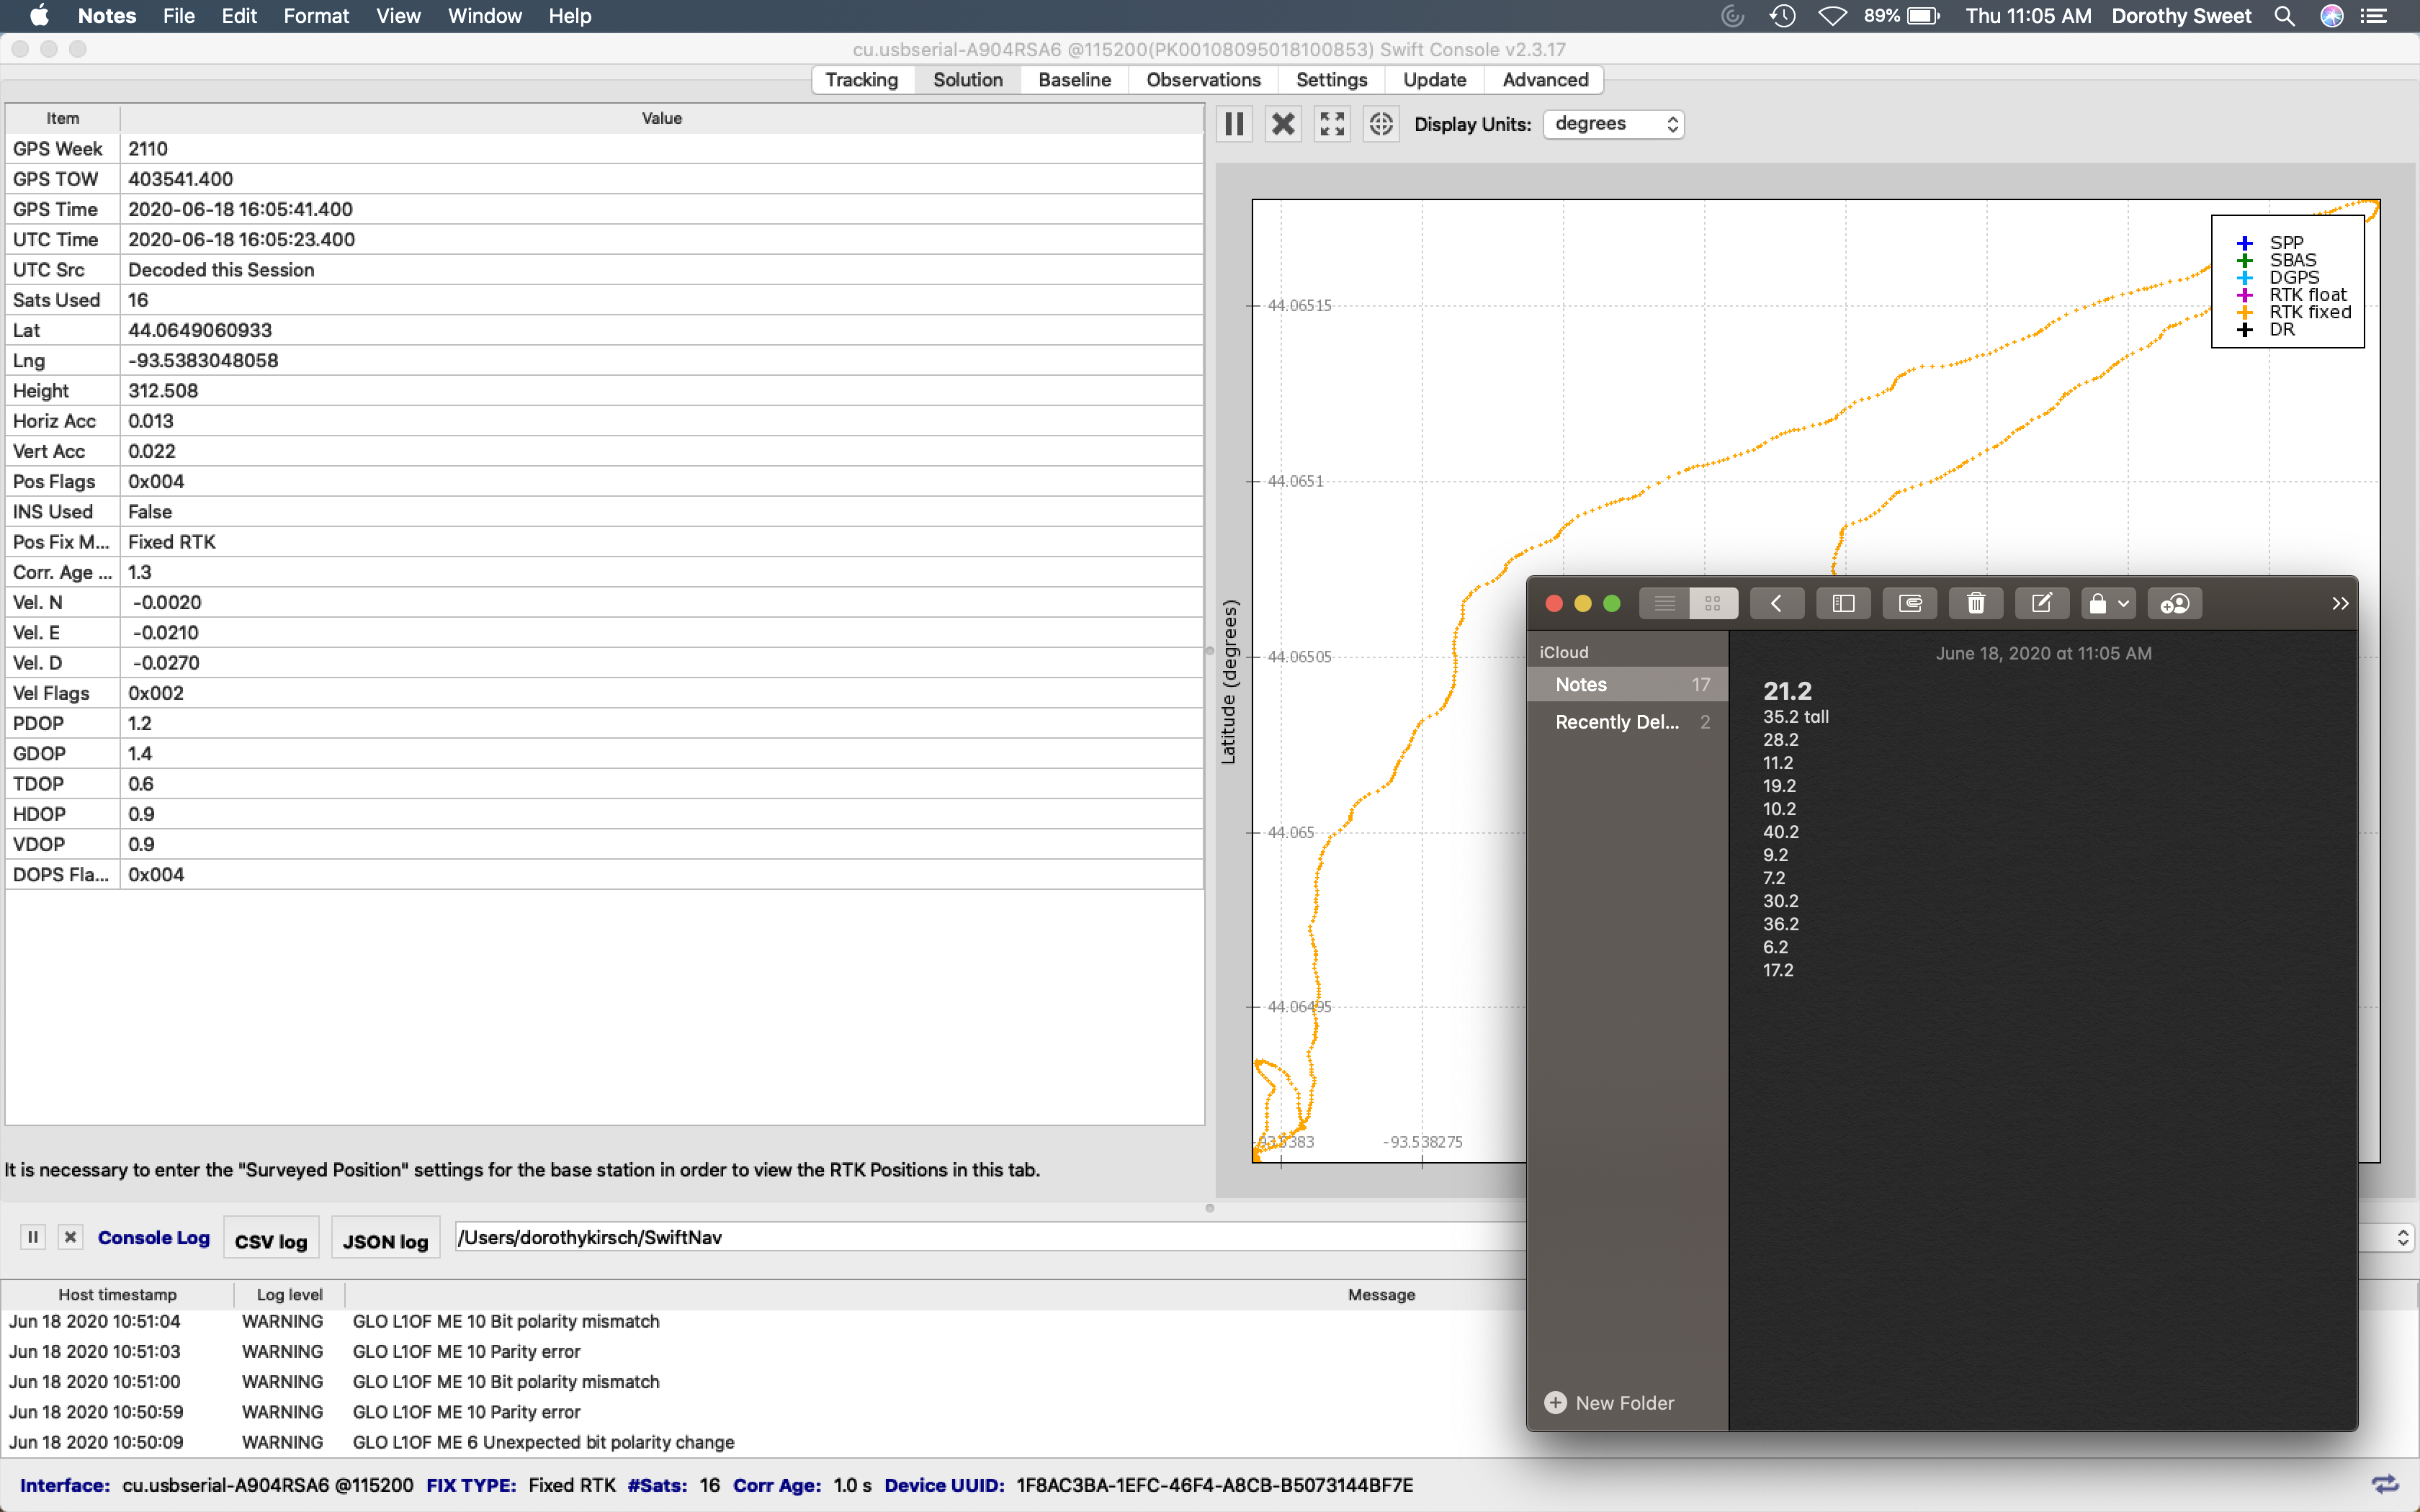 Notes File Edit Format View Window Help 89% Thu 11:05 AM Dorothy Sweet
cu.usbserial-A904RSA6 @115200(PK00108095018100853) Swift Console v2.3.17
Tracking Solution Baseline Observations Settings Update Advanced
Item Value
GPS Week 2110
GPS TOW 403541.400
GPS Time 2020-06-18 16:05:41.400
UTC Time 2020-06-18 16:05:23.400
UTC Src Decoded this Session
Sats Used 16
Lat 44.0649060933
Lng -93.5383048058
Height 312.508
Horiz Acc 0.013
Vert Acc 0.022
Pos Flags 0x004
INS Used False
Pos Fix M... Fixed RTK
Corr. Age ... 1.3
Vel. N -0.0020
Vel. E -0.0210
Vel. D -0.0270
Vel Flags 0x002
PDOP 1.2
GDOP 1.4
TDOP 0.6
HDOP 0.9
VDOP 0.9
DOPS Fla... 0x004
It is necessary to enter the "Surveyed Position" settings for the base station in order to view the RTK Positions in this tab.
Display Units: degrees
SPP
SBAS
DGPS
RTK float
RTK fixed
DR
Latitude (degrees)
44.06515
44.0651
44.06505
44.065
44.06495
-93.5383 -93.538275
iCloud
Notes 17
Recently Del... 2
New Folder
June 18, 2020 at 11:05 AM
21.2
35.2 tall
28.2
11.2
19.2
10.2
40.2
9.2
7.2
30.2
36.2
6.2
17.2
Console Log CSV log JSON log /Users/dorothykirsch/SwiftNav
Host timestamp Log level Message
Jun 18 2020 10:51:04 WARNING GLO L1OF ME 10 Bit polarity mismatch
Jun 18 2020 10:51:03 WARNING GLO L1OF ME 10 Parity error
Jun 18 2020 10:51:00 WARNING GLO L1OF ME 10 Bit polarity mismatch
Jun 18 2020 10:50:59 WARNING GLO L1OF ME 10 Parity error
Jun 18 2020 10:50:09 WARNING GLO L1OF ME 6 Unexpected bit polarity change
Interface: cu.usbserial-A904RSA6 @115200 FIX TYPE: Fixed RTK #Sats: 16 Corr Age: 1.0 s Device UUID: 1F8AC3BA-1EFC-46F4-A8CB-B5073144BF7E